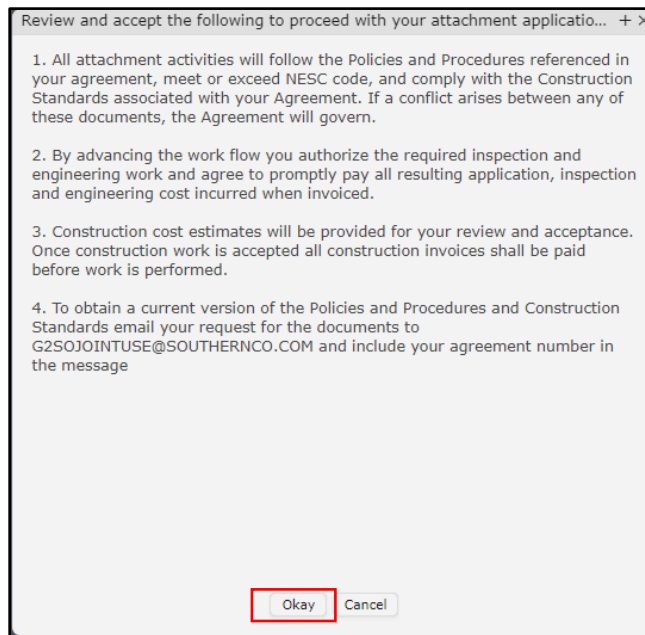 Review and accept the following to proceed with your attachment applicatio... + ×
1. All attachment activities will follow the Policies and Procedures referenced in
your agreement, meet or exceed NESC code, and comply with the Construction
Standards associated with your Agreement. If a conflict arises between any of
these documents, the Agreement will govern.
2. By advancing the work flow you authorize the required inspection and
engineering work and agree to promptly pay all resulting application, inspection
and engineering cost incurred when invoiced.
3. Construction cost estimates will be provided for your review and acceptance.
Once construction work is accepted all construction invoices shall be paid
before work is performed.
4. To obtain a current version of the Policies and Procedures and Construction
Standards email your request for the documents to
G2SOJOINTUSE@SOUTHERNCO.COM and include your agreement number in
the message
Okay Cancel